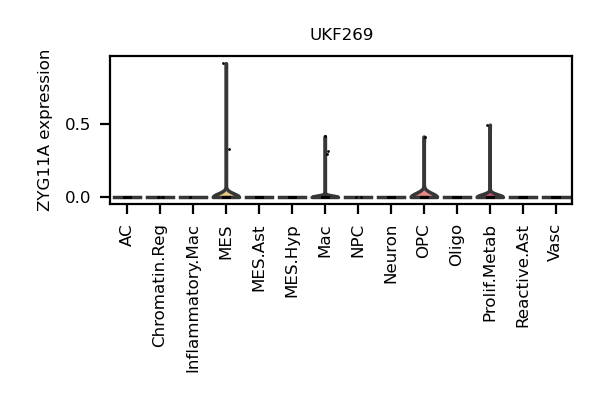 UKF269
ZYG11A expression
0.5
0.0
AC
Chromatin.Reg
Inflammatory.Mac
MES
MES.Ast
MES.Hyp
Mac
NPC
Neuron
OPC
Oligo
Prolif.Metab
Reactive.Ast
Vasc